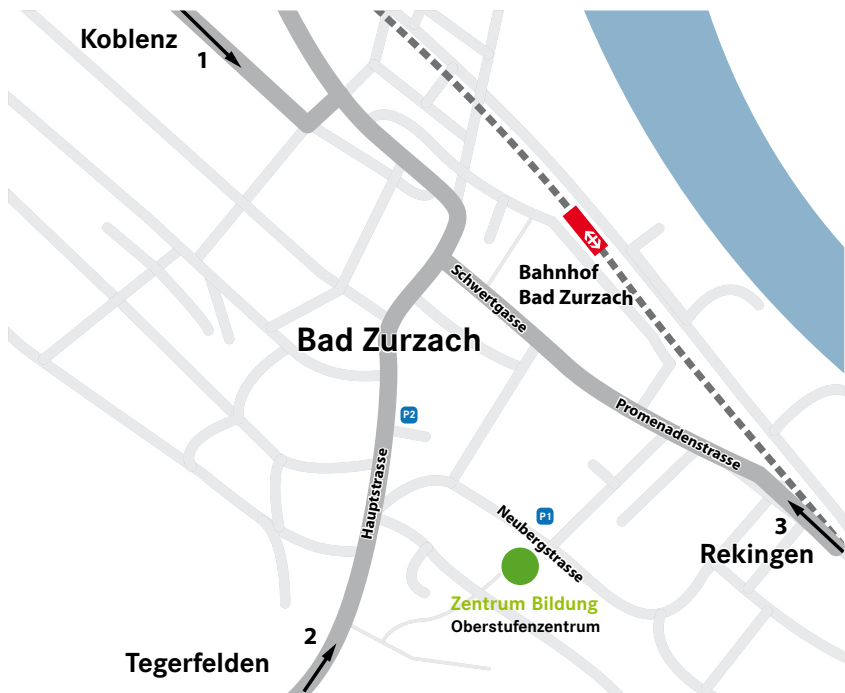 Koblenz
1
Bahnhof
Bad Zurzach
Schwertgasse
Bad Zurzach
P2
Promenadenstrasse
Hauptstrasse
P1
Neubergstrasse
3
Rekingen
Zentrum Bildung
Oberstufenzentrum
2
Tegerfelden